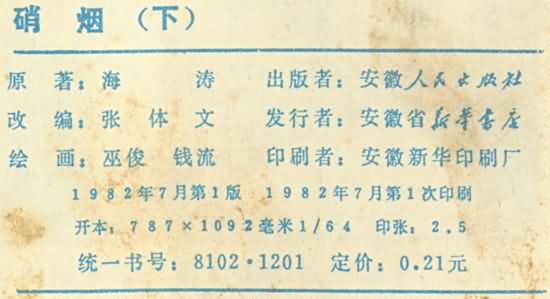 硝烟（下）
原著：海涛 出版者：安徽人民出版社
改编：张体文 发行者：安徽省新华书店
绘画：巫俊 钱流 印刷者：安徽新华印刷厂
1982年7月第1版 1982年7月第1次印刷
开本：787×1092毫米1/64 印张：2.5
统一书号：8102·1201 定价：0.21元